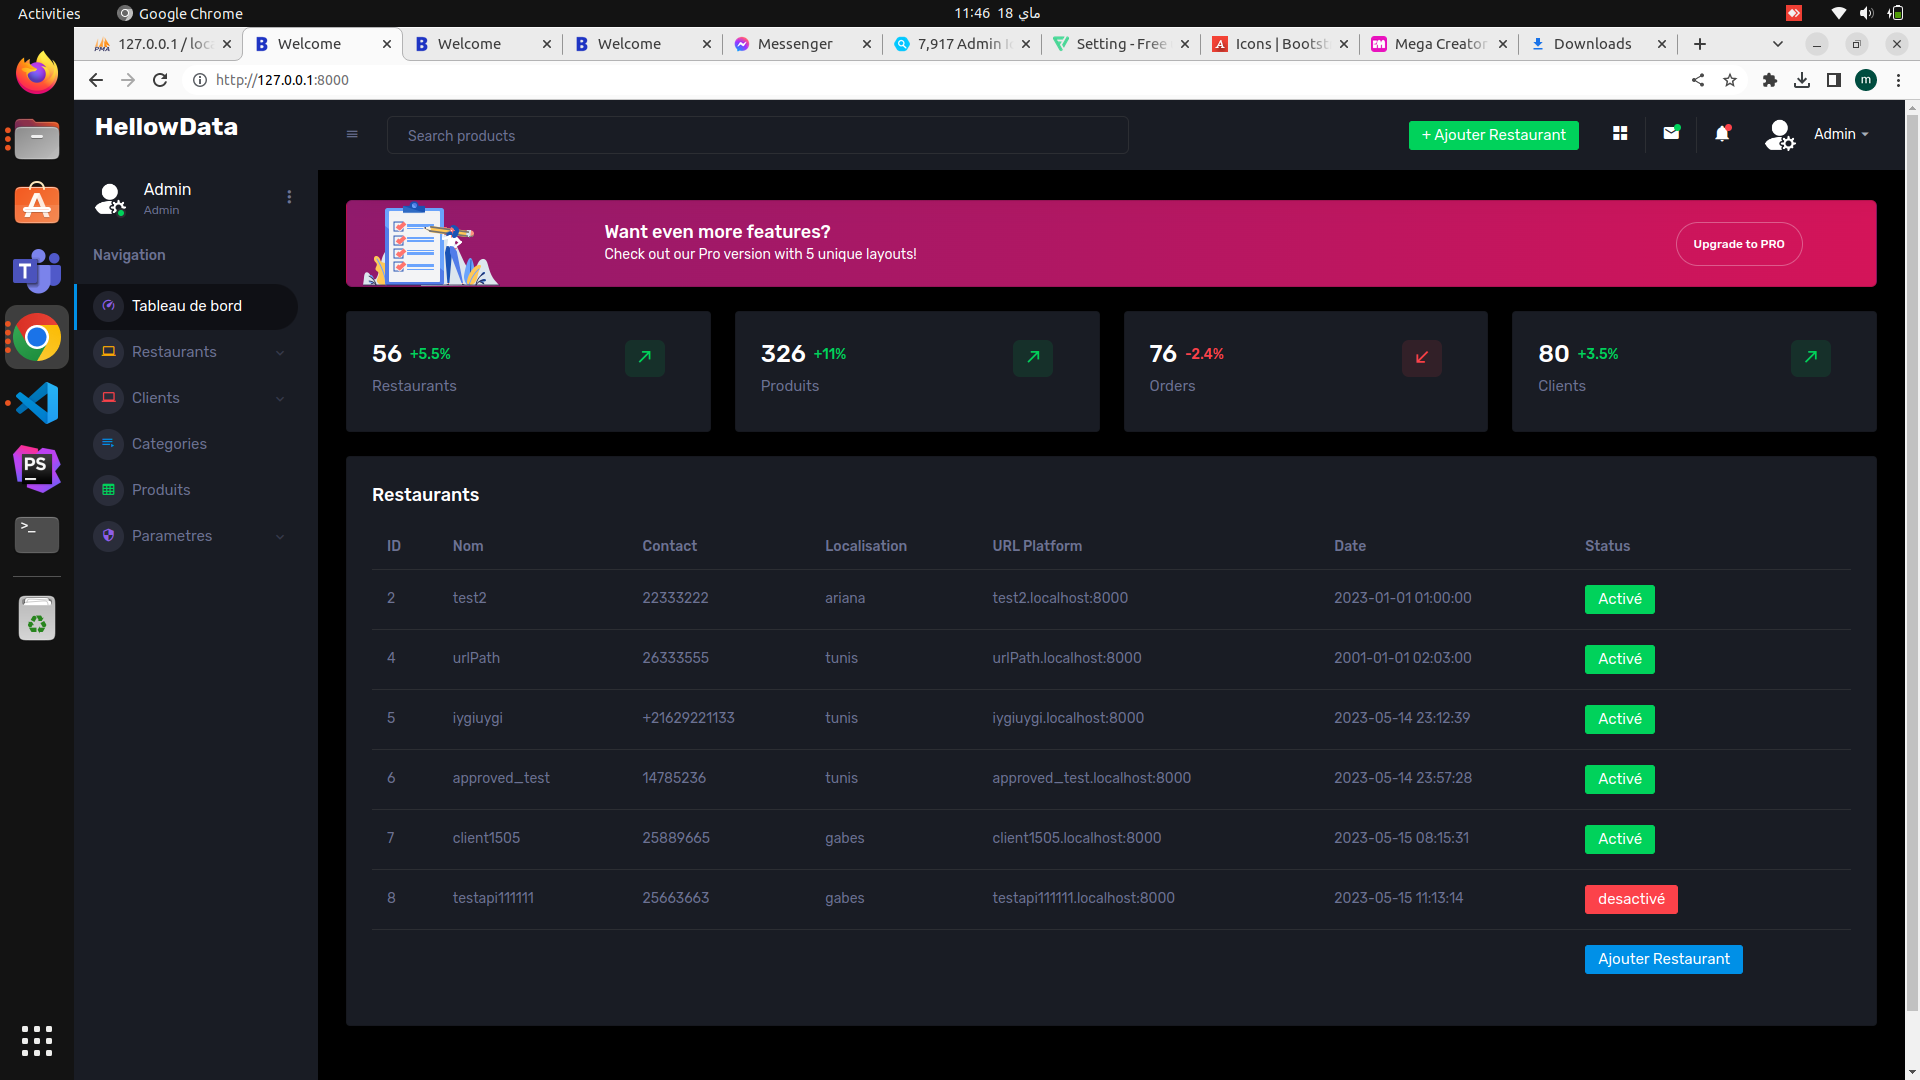 Activities
Google Chrome
11:46 18 ماي
127.0.0.1 / loca
Welcome
Welcome
Welcome
Messenger
7,917 Admin I
Setting - Free
Icons | Bootst
Mega Creator
Downloads
http://127.0.0.1:8000
m
HellowData
Search products
+ Ajouter Restaurant
Admin
Admin
Admin
Navigation
Tableau de bord
Restaurants
Clients
Categories
Produits
Parametres
Want even more features?
Check out our Pro version with 5 unique layouts!
Upgrade to PRO
56 +5.5%
Restaurants
326 +11%
Produits
76 -2.4%
Orders
80 +3.5%
Clients
Restaurants
ID Nom Contact Localisation URL Platform Date Status
2 test2 22333222 ariana test2.localhost:8000 2023-01-01 01:00:00 Activé
4 urlPath 26333555 tunis urlPath.localhost:8000 2001-01-01 02:03:00 Activé
5 iygiuygi +21629221133 tunis iygiuygi.localhost:8000 2023-05-14 23:12:39 Activé
6 approved_test 14785236 tunis approved_test.localhost:8000 2023-05-14 23:57:28 Activé
7 client1505 25889665 gabes client1505.localhost:8000 2023-05-15 08:15:31 Activé
8 testapi111111 25663663 gabes testapi111111.localhost:8000 2023-05-15 11:13:14 desactivé
Ajouter Restaurant